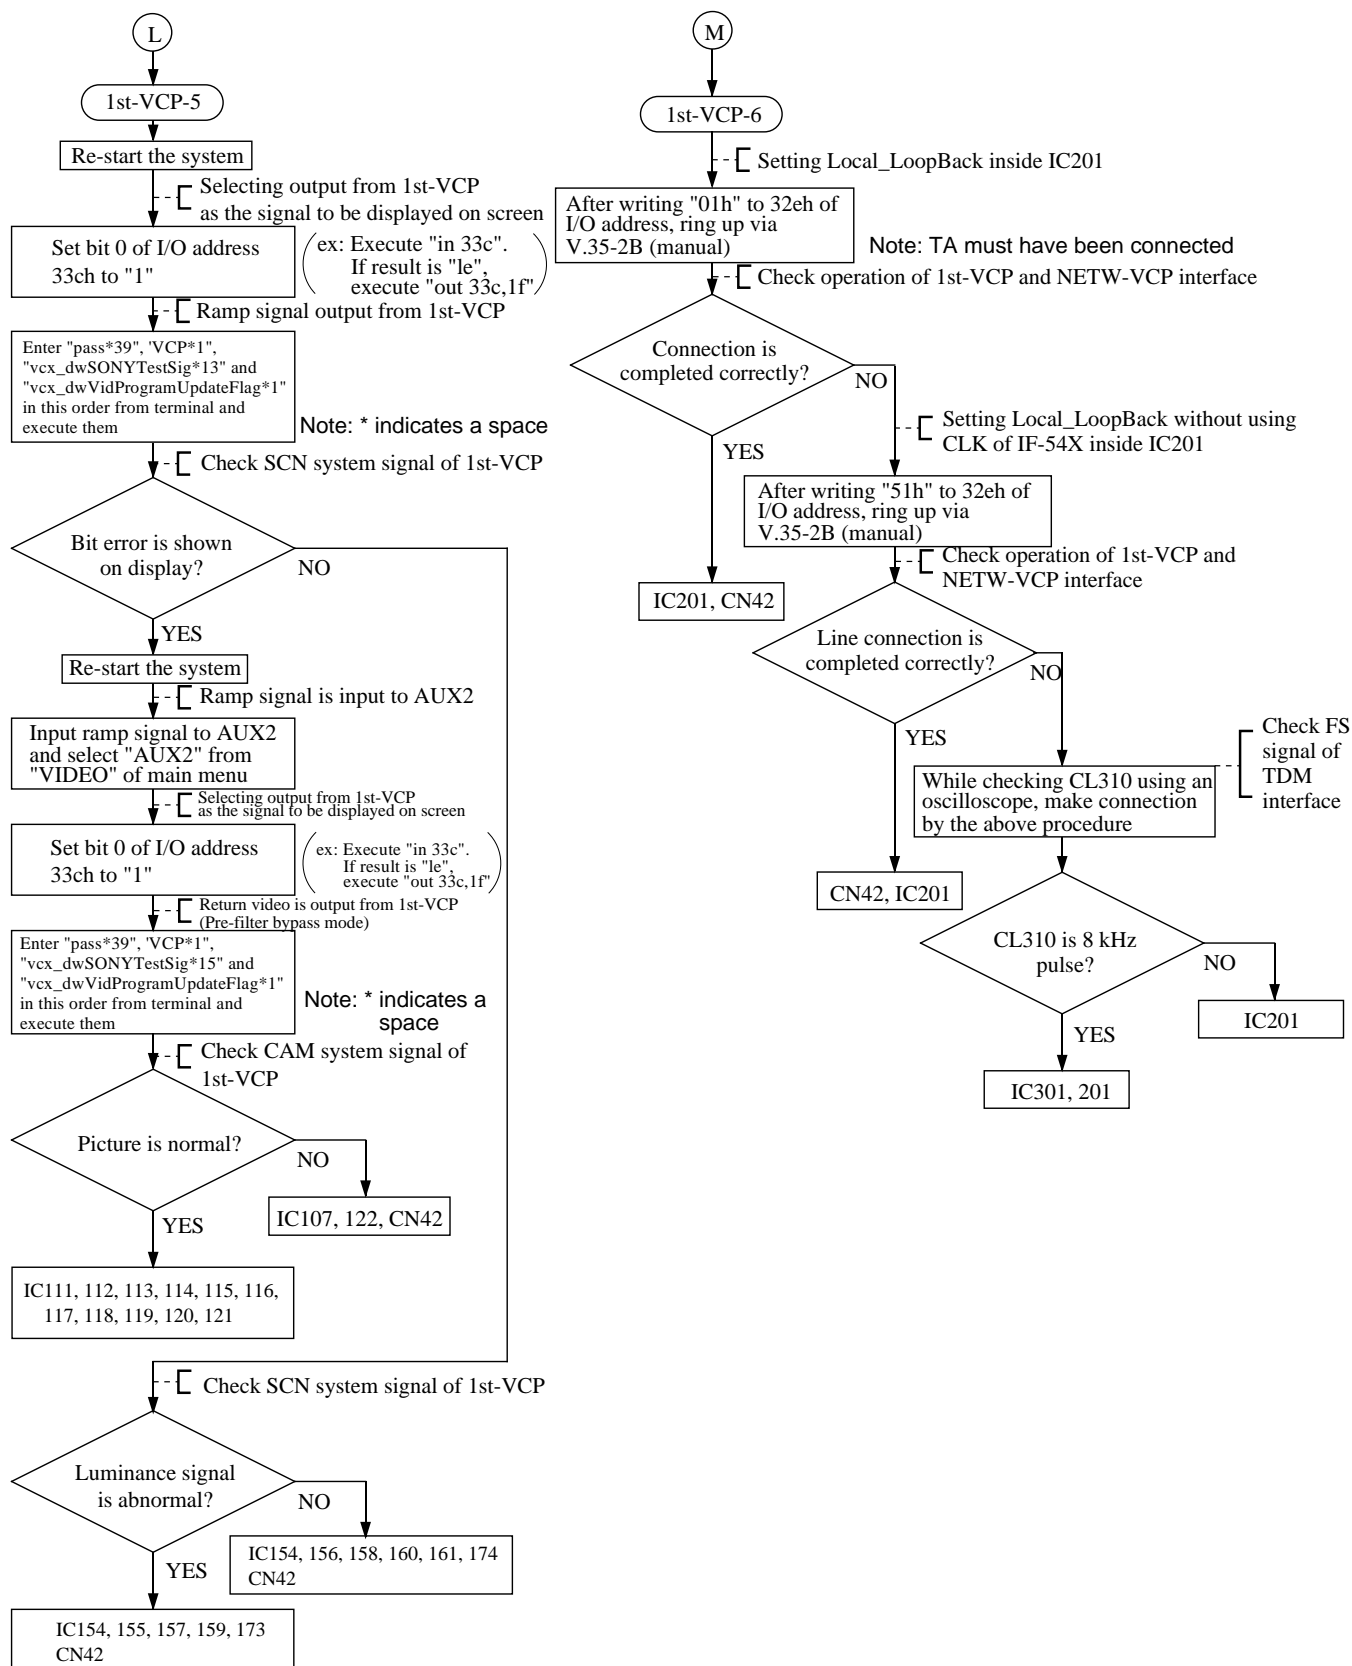 L
1st-VCP-5
Re-start the system
Selecting output from 1st-VCP
as the signal to be displayed on screen
Set bit 0 of I/O address
33ch to "1"
ex: Execute "in 33c".
If result is "le",
execute "out 33c,1f"
Ramp signal output from 1st-VCP
Enter "pass*39", 'VCP*1",
"vcx_dwSONYTestSig*13" and
"vcx_dwVidProgramUpdateFlag*1"
in this order from terminal and
execute them
Note: * indicates a space
Check SCN system signal of 1st-VCP
Bit error is shown
on display?
NO
YES
Re-start the system
Ramp signal is input to AUX2
Input ramp signal to AUX2
and select "AUX2" from
"VIDEO" of main menu
Selecting output from 1st-VCP
as the signal to be displayed on screen
Set bit 0 of I/O address
33ch to "1"
ex: Execute "in 33c".
If result is "le",
execute "out 33c,1f"
Return video is output from 1st-VCP
(Pre-filter bypass mode)
Enter "pass*39", 'VCP*1",
"vcx_dwSONYTestSig*15" and
"vcx_dwVidProgramUpdateFlag*1"
in this order from terminal and
execute them
Note: * indicates a
space
Check CAM system signal of
1st-VCP
Picture is normal?
NO
IC107, 122, CN42
YES
IC111, 112, 113, 114, 115, 116,
117, 118, 119, 120, 121
Check SCN system signal of 1st-VCP
Luminance signal
is abnormal?
NO
IC154, 156, 158, 160, 161, 174
CN42
YES
IC154, 155, 157, 159, 173
CN42
M
1st-VCP-6
Setting Local_LoopBack inside IC201
After writing "01h" to 32eh of
I/O address, ring up via
V.35-2B (manual)
Note: TA must have been connected
Check operation of 1st-VCP and NETW-VCP interface
Connection is
completed correctly?
NO
YES
IC201, CN42
Setting Local_LoopBack without using
CLK of IF-54X inside IC201
After writing "51h" to 32eh of
I/O address, ring up via
V.35-2B (manual)
Check operation of 1st-VCP and
NETW-VCP interface
Line connection is
completed correctly?
NO
YES
CN42, IC201
Check FS
signal of
TDM
interface
While checking CL310 using an
oscilloscope, make connection
by the above procedure
CL310 is 8 kHz
pulse?
NO
IC201
YES
IC301, 201